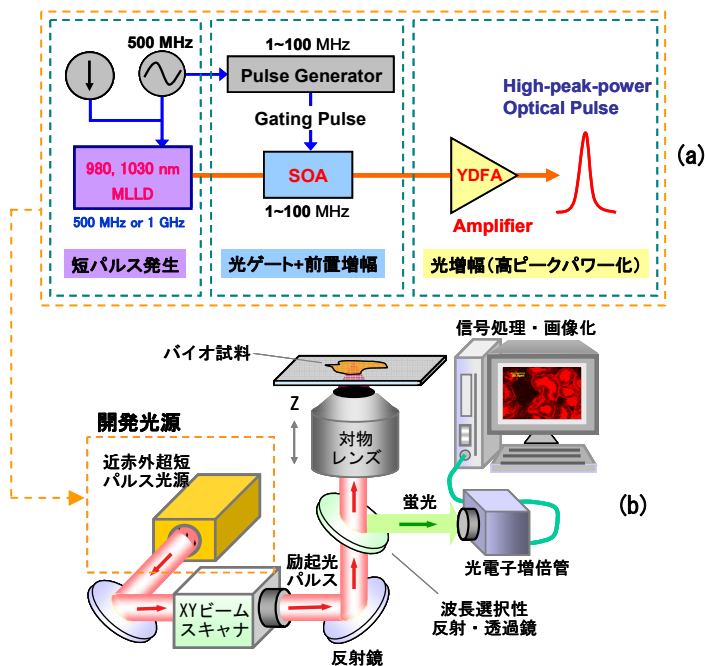 500 MHz
1~100 MHz
Pulse Generator
Gating Pulse
High-peak-power
Optical Pulse
(a)
980, 1030 nm
MLLD
SOA
YDFA
500 MHz or 1 GHz
1~100 MHz
Amplifier
短パルス発生
光ゲート+前置増幅
光増幅(高ピークパワー化)
信号処理・画像化
バイオ試料
Z
開発光源
対物
レンズ
近赤外超短
パルス光源
蛍光
(b)
光電子増倍管
励起光
パルス
XYビーム
スキャナ
波長選択性
反射・透過鏡
反射鏡